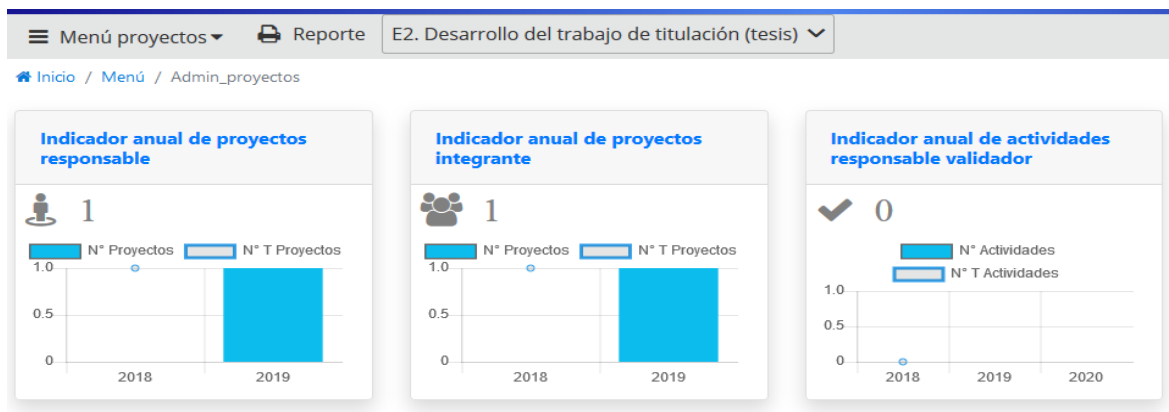 Menú proyectos
Reporte
E2. Desarrollo del trabajo de titulación (tesis)
Inicio / Menú / Admin_proyectos
Indicador anual de proyectos
responsable
1
N° Proyectos
N° T Proyectos
1.0
0.5
0
2018
2019
Indicador anual de proyectos
integrante
1
N° Proyectos
N° T Proyectos
1.0
0.5
0
2018
2019
Indicador anual de actividades
responsable validador
0
N° Actividades
N° T Actividades
1.0
0.5
0
2018
2019
2020